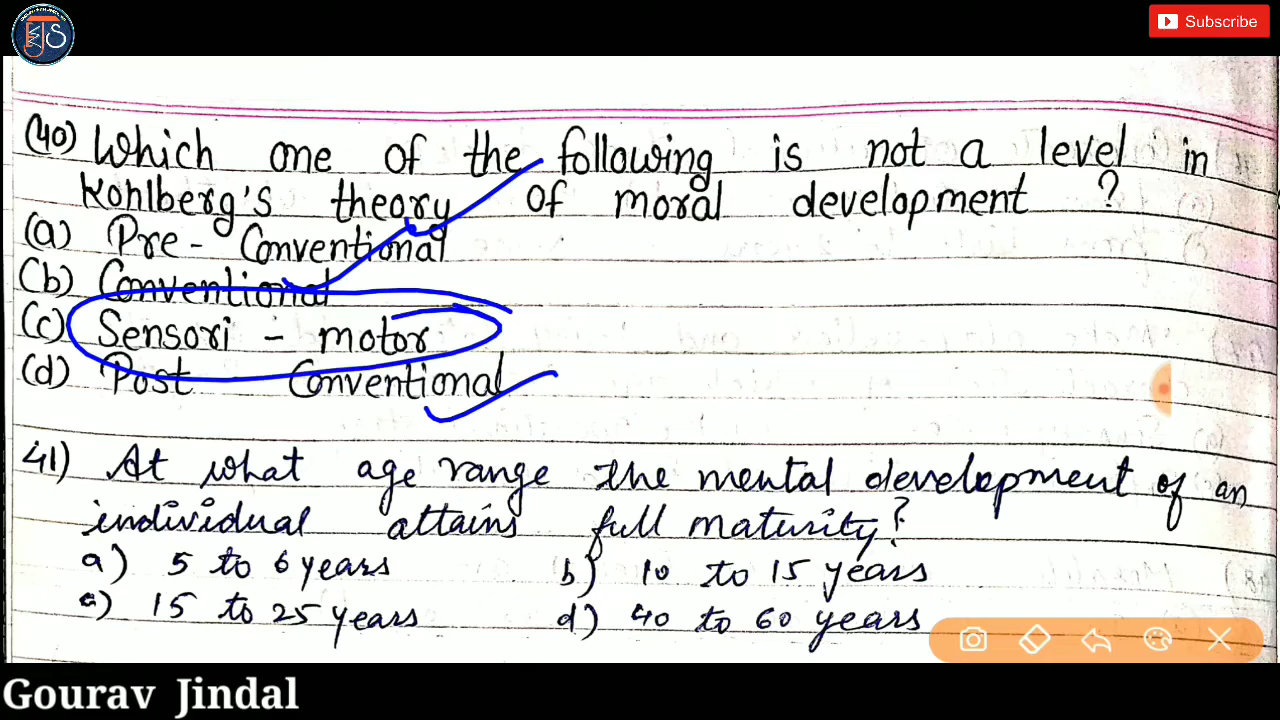 Subscribe
(40) Which one of the following is not a level in
Kohlberg's theory of moral development ?
(a) Pre - Conventional
(b) Conventional
(c) Sensori - motor
(d) Post Conventional
41) At what age range the mental development of an
individual attains full maturity?
a) 5 to 6 years b) 10 to 15 years
c) 15 to 25 years d) 40 to 60 years
Gourav Jindal